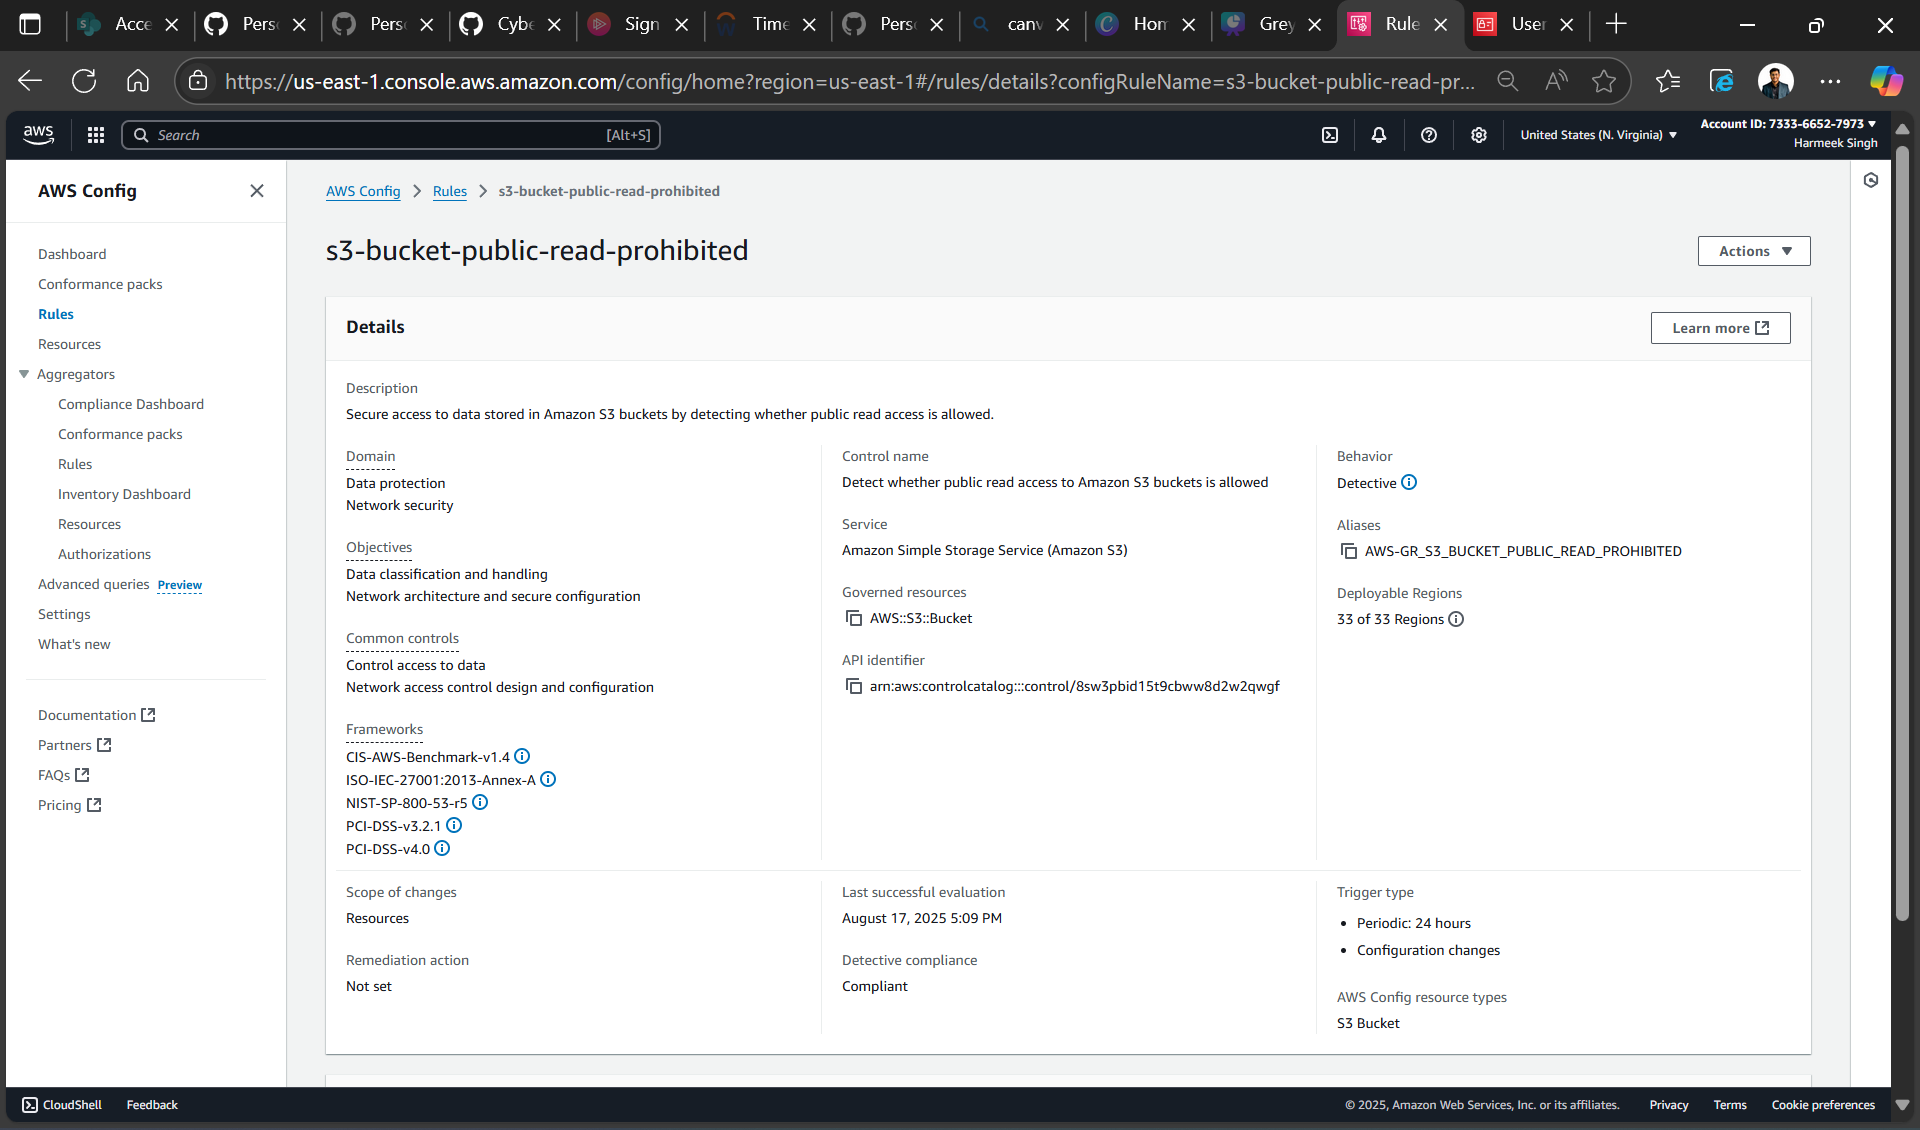 Acce
Perso
Perso
Cybe
Sign
Time
Perso
canv
Hom
Grey
Rule
User
https://us-east-1.console.aws.amazon.com/config/home?region=us-east-1#/rules/details?configRuleName=s3-bucket-public-read-pr...
aws
Search
[Alt+S]
United States (N. Virginia)
Account ID: 7333-6652-7973
Harmeek Singh
AWS Config
Dashboard
Conformance packs
Rules
Resources
Aggregators
Compliance Dashboard
Conformance packs
Rules
Inventory Dashboard
Resources
Authorizations
Advanced queries Preview
Settings
What's new
Documentation
Partners
FAQs
Pricing
AWS Config > Rules > s3-bucket-public-read-prohibited
s3-bucket-public-read-prohibited
Actions
Details
Learn more
Description
Secure access to data stored in Amazon S3 buckets by detecting whether public read access is allowed.
Domain
Data protection
Network security
Objectives
Data classification and handling
Network architecture and secure configuration
Common controls
Control access to data
Network access control design and configuration
Frameworks
CIS-AWS-Benchmark-v1.4
ISO-IEC-27001:2013-Annex-A
NIST-SP-800-53-r5
PCI-DSS-v3.2.1
PCI-DSS-v4.0
Control name
Detect whether public read access to Amazon S3 buckets is allowed
Service
Amazon Simple Storage Service (Amazon S3)
Governed resources
AWS::S3::Bucket
API identifier
arn:aws:controlcatalog:::control/8sw3pbid15t9cbww8d2w2qwgf
Behavior
Detective
Aliases
AWS-GR_S3_BUCKET_PUBLIC_READ_PROHIBITED
Deployable Regions
33 of 33 Regions
Scope of changes
Resources
Remediation action
Not set
Last successful evaluation
August 17, 2025 5:09 PM
Detective compliance
Compliant
Trigger type
• Periodic: 24 hours
• Configuration changes
AWS Config resource types
S3 Bucket
CloudShell
Feedback
© 2025, Amazon Web Services, Inc. or its affiliates.
Privacy
Terms
Cookie preferences